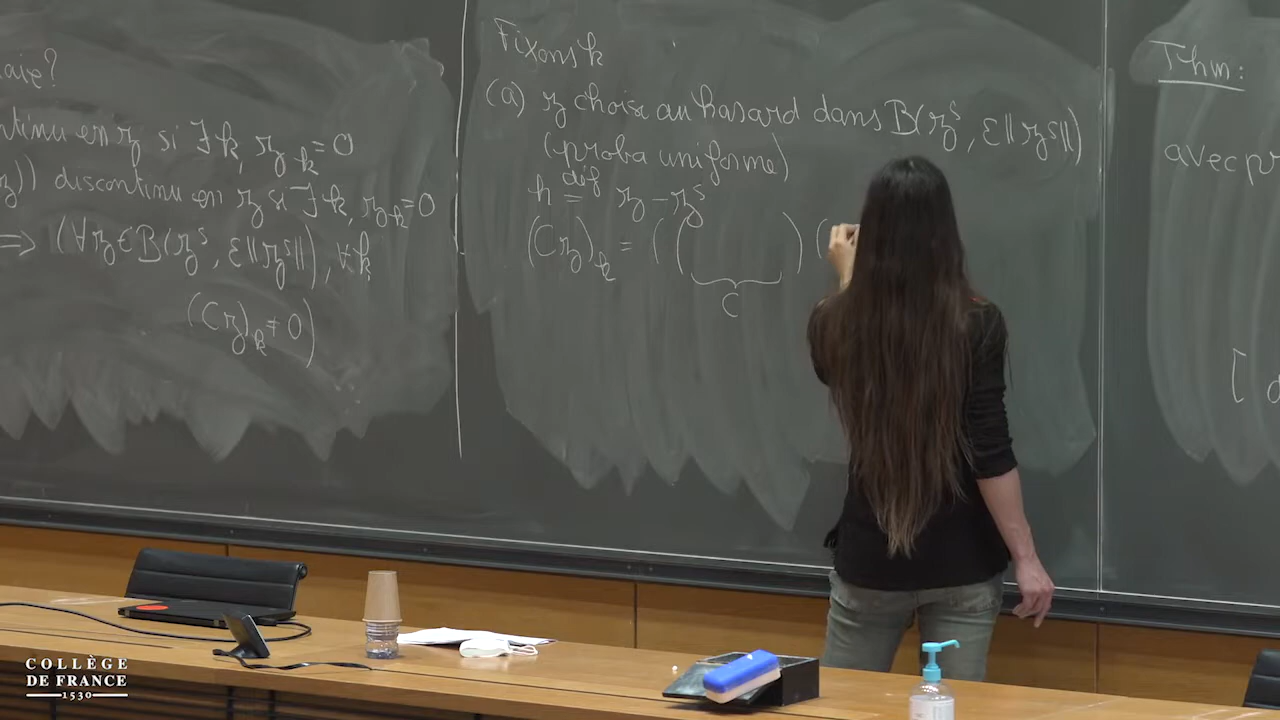 aire?
ntinu en z si ∃k, z_k = 0
z)) discontinu en z si ∃k, z_k = 0
⟹ (∀z ∈ B(z^s, ε‖z^s‖), ∀k
(Cz)_k ≠ 0)
Fixons k
(a) z choisi au hasard dans B(z^s, ε‖z^s‖)
(proba uniforme)
h =^{déf} z - z^s
(Cz)_k = ( ( ) (
C
Thm:
avec pr
[ d
COLLÈGE
DE FRANCE
1530